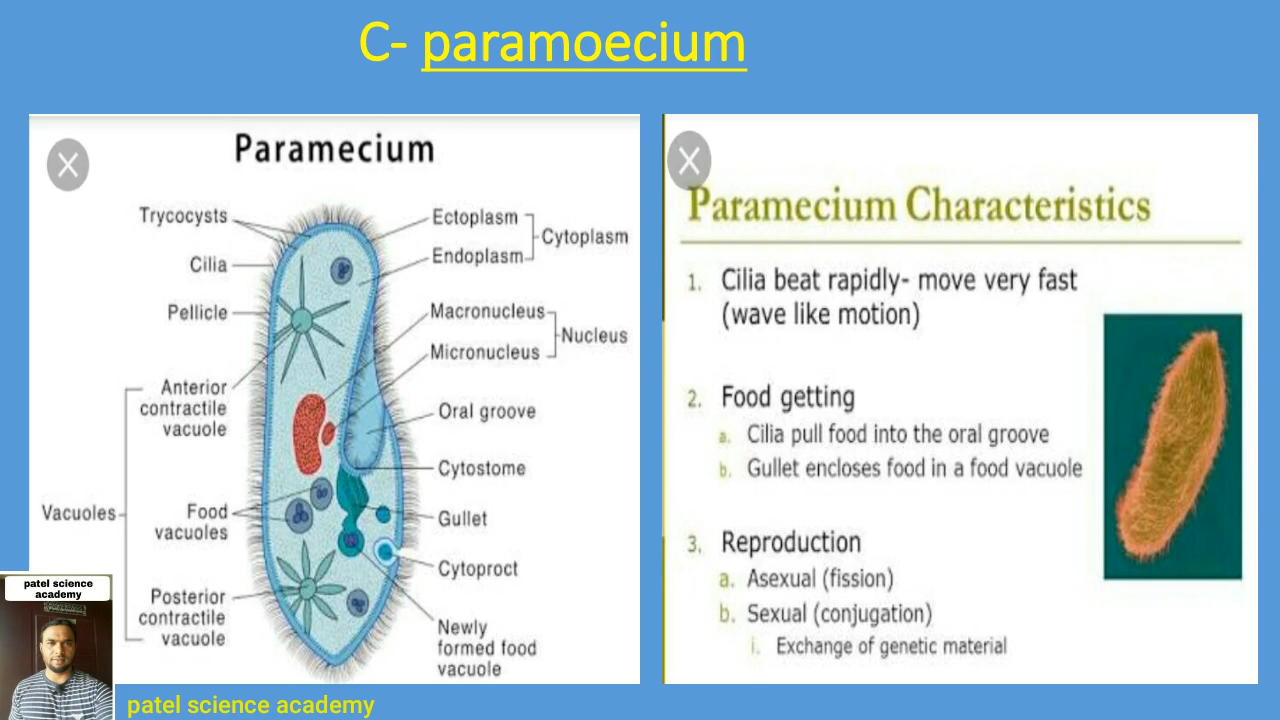 C- paramoecium
Paramecium
Trycocysts
Cilia
Pellicle
Anterior
contractile
vacuole
Vacuoles
Food
vacuoles
Posterior
contractile
vacuole
Ectoplasm
Endoplasm
Cytoplasm
Macronucleus
Micronucleus
Nucleus
Oral groove
Cytostome
Gullet
Cytoproct
Newly
formed food
vacuole
Paramecium Characteristics
1. Cilia beat rapidly- move very fast
(wave like motion)
2. Food getting
a. Cilia pull food into the oral groove
b. Gullet encloses food in a food vacuole
3. Reproduction
a. Asexual (fission)
b. Sexual (conjugation)
i. Exchange of genetic material
patel science
academy
patel science academy